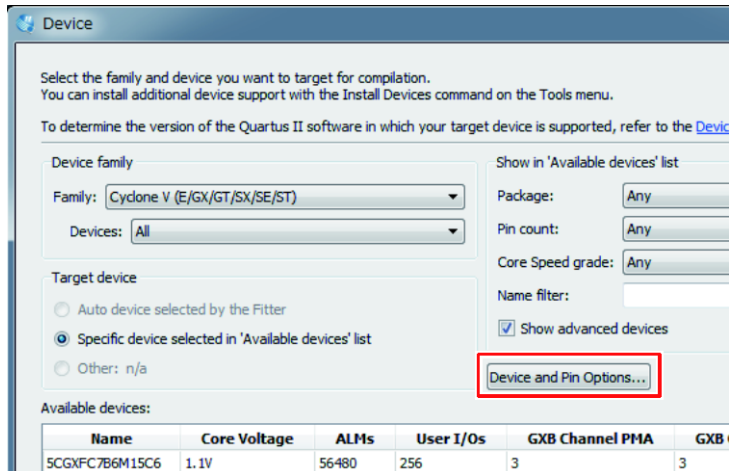 Device
Select the family and device you want to target for compilation.
You can install additional device support with the Install Devices command on the Tools menu.
To determine the version of the Quartus II software in which your target device is supported, refer to the Devic
Device family
Family: Cyclone V (E/GX/GT/SX/SE/ST)
Devices: All
Target device
Auto device selected by the Fitter
Specific device selected in 'Available devices' list
Other: n/a
Show in 'Available devices' list
Package: Any
Pin count: Any
Core Speed grade: Any
Name filter:
Show advanced devices
Device and Pin Options...
Available devices:
Name Core Voltage ALMs User I/Os GXB Channel PMA GXB
5CGXFC7B6M15C6 1.1V 56480 256 3 3